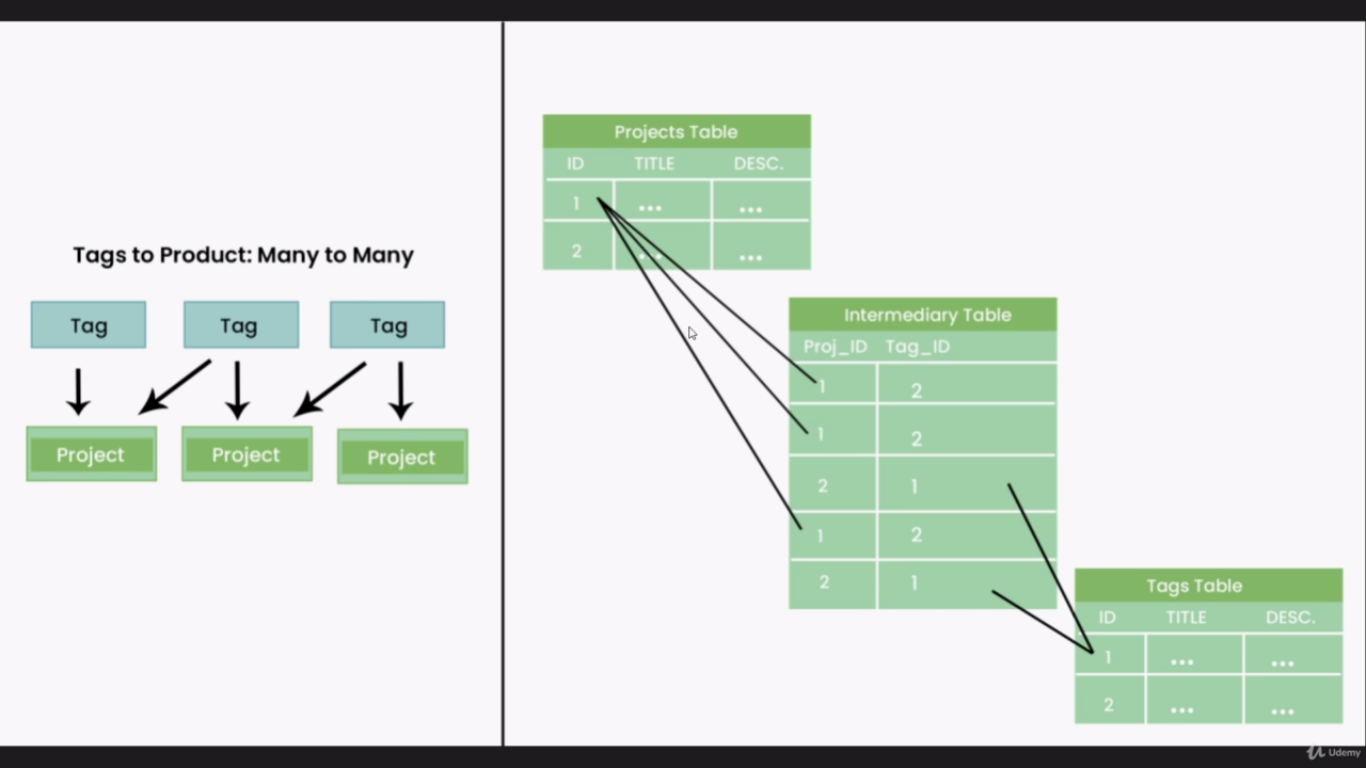 Tags to Product: Many to Many
Tag Tag Tag
Project Project Project
Projects Table
ID TITLE DESC.
1 ... ...
2 ... ...
Intermediary Table
Proj_ID Tag_ID
1 2
1 2
2 1
1 2
2 1
Tags Table
ID TITLE DESC.
1 ... ...
2 ... ...
Udemy